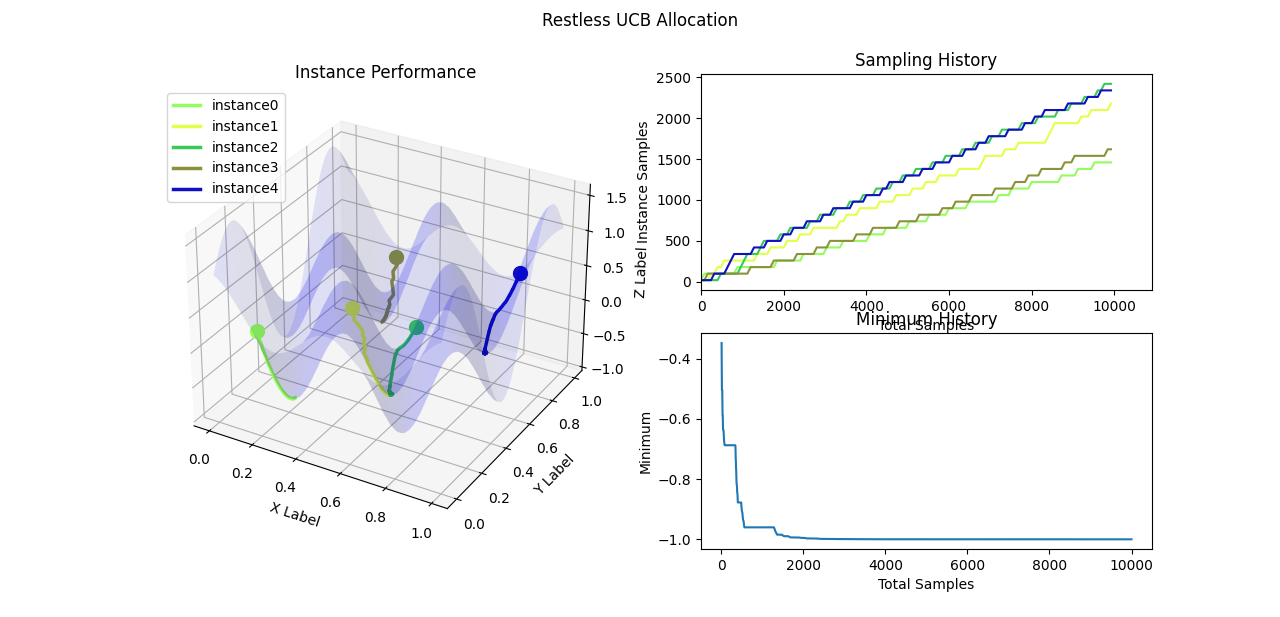 Restless UCB Allocation
Instance Performance
instance0
instance1
instance2
instance3
instance4
1.5
1.0
0.5
0.0
−0.5
−1.0
0.0
0.2
0.4
0.6
0.8
1.0
X Label
0.0
0.2
0.4
0.6
0.8
1.0
Y Label
Z Label
Sampling History
2500
2000
1500
1000
500
0
Instance Samples
0
2000
4000
6000
8000
10000
Total Samples
Minimum History
−0.4
−0.6
−0.8
−1.0
Minimum
0
2000
4000
6000
8000
10000
Total Samples